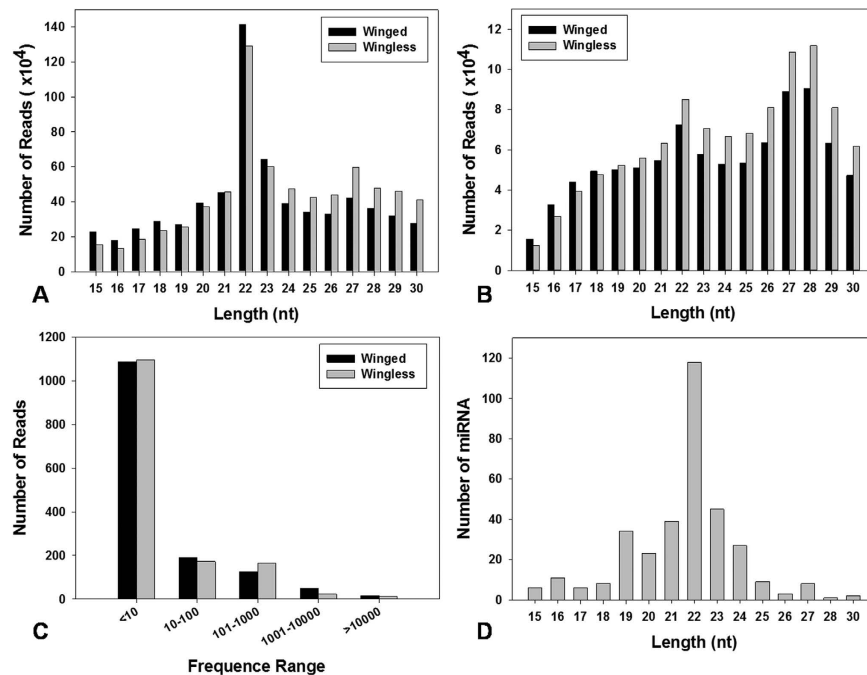 Number of Reads ( x10⁴)
140
120
100
80
60
40
20
0
Winged
Wingless
15 16 17 18 19 20 21 22 23 24 25 26 27 28 29 30
A
Length (nt)
Number of Reads ( x10⁴)
12
10
8
6
4
2
0
Winged
Wingless
15 16 17 18 19 20 21 22 23 24 25 26 27 28 29 30
B
Length (nt)
Number of Reads
1200
1000
800
600
400
200
0
Winged
Wingless
<10 10-100 101-1000 1001-10000 >10000
C
Frequence Range
Number of miRNA
120
100
80
60
40
20
0
15 16 17 18 19 20 21 22 23 24 25 26 27 28 30
D
Length (nt)